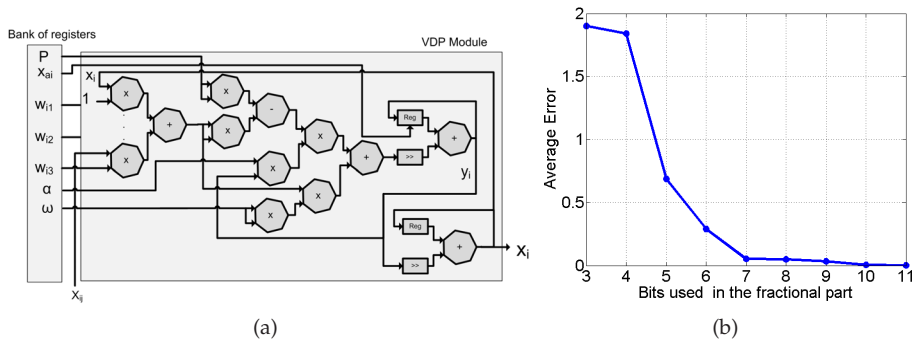 Bank of registers
VDP Module
P
x_ai
w_i1
w_i2
w_i3
α
ω
x_ij
x_i
1
x
x
+
x
x
-
x
x
x
x
+
Reg
>>
+
y_i
Reg
>>
+
x_i
(a)
2
1.5
1
0.5
0
Average Error
3 4 5 6 7 8 9 10 11
Bits used in the fractional part
(b)